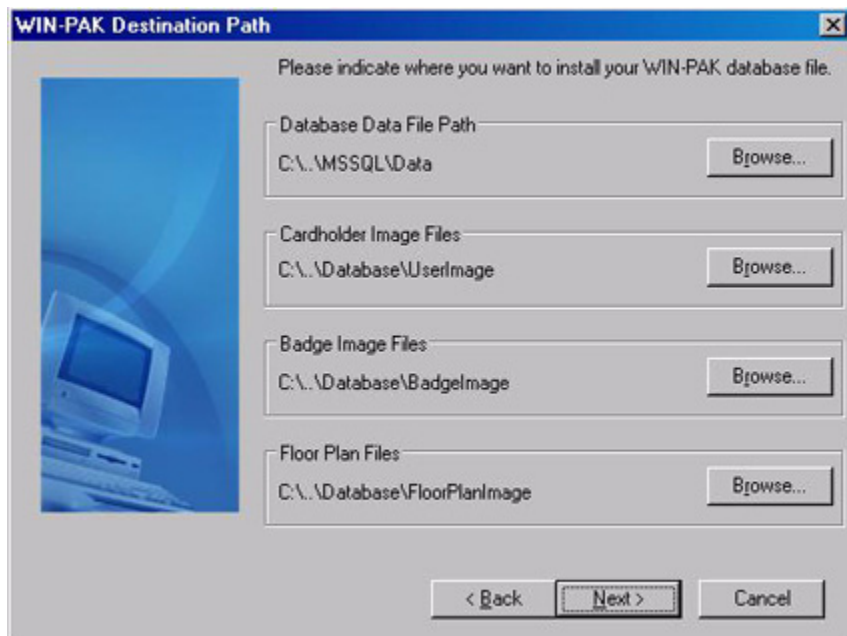 WIN-PAK Destination Path
Please indicate where you want to install your WIN-PAK database file.
Database Data File Path
C:\..\MSSQL\Data
Browse...
Cardholder Image Files
C:\..\Database\UserImage
Browse...
Badge Image Files
C:\..\Database\BadgeImage
Browse...
Floor Plan Files
C:\..\Database\FloorPlanImage
Browse...
< Back
Next >
Cancel